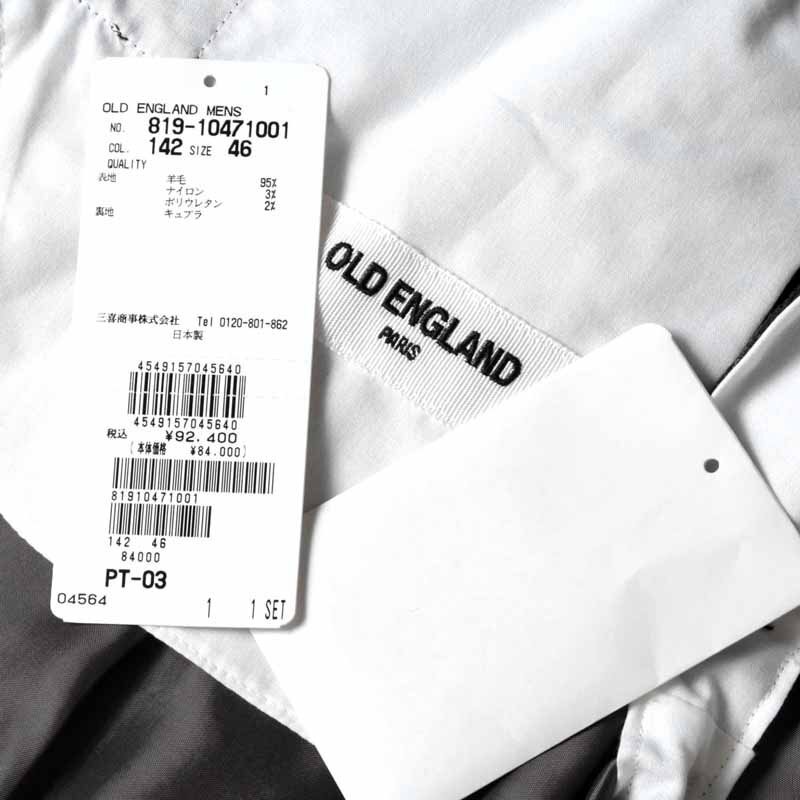 1
OLD ENGLAND MENS
NO. 819-10471001
COL. 142 SIZE 46
QUALITY
表地 羊毛 95%
ナイロン 3%
ポリウレタン 2%
裏地 キュプラ
三喜商事株式会社 Tel 0120-801-862
日本製
4549157045640
4549157045640
税込 ¥92.400
(本体価格 ¥84.000)
81910471001
142 46
84000
PT-03
04564 1 1 SET
OLD ENGLAND
PARIS